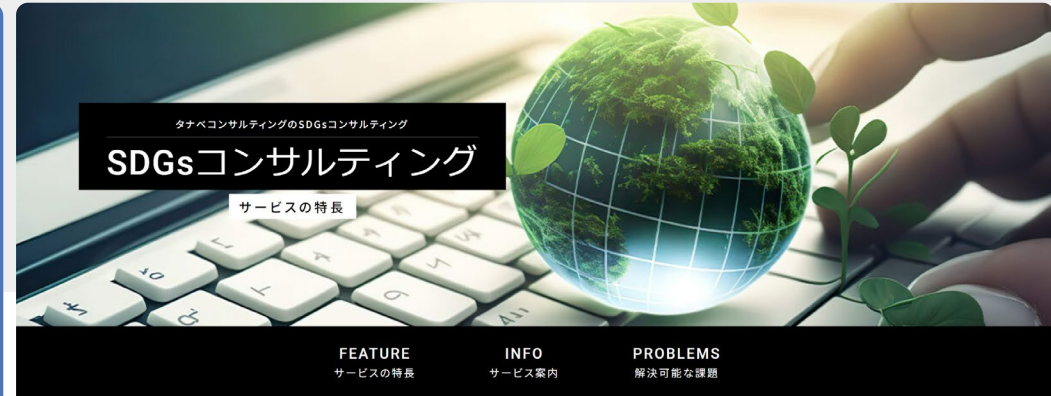 タナベコンサルティングのSDGsコンサルティング
SDGsコンサルティング
サービスの特長
FEATURE
サービスの特長
INFO
サービス案内
PROBLEMS
解決可能な課題